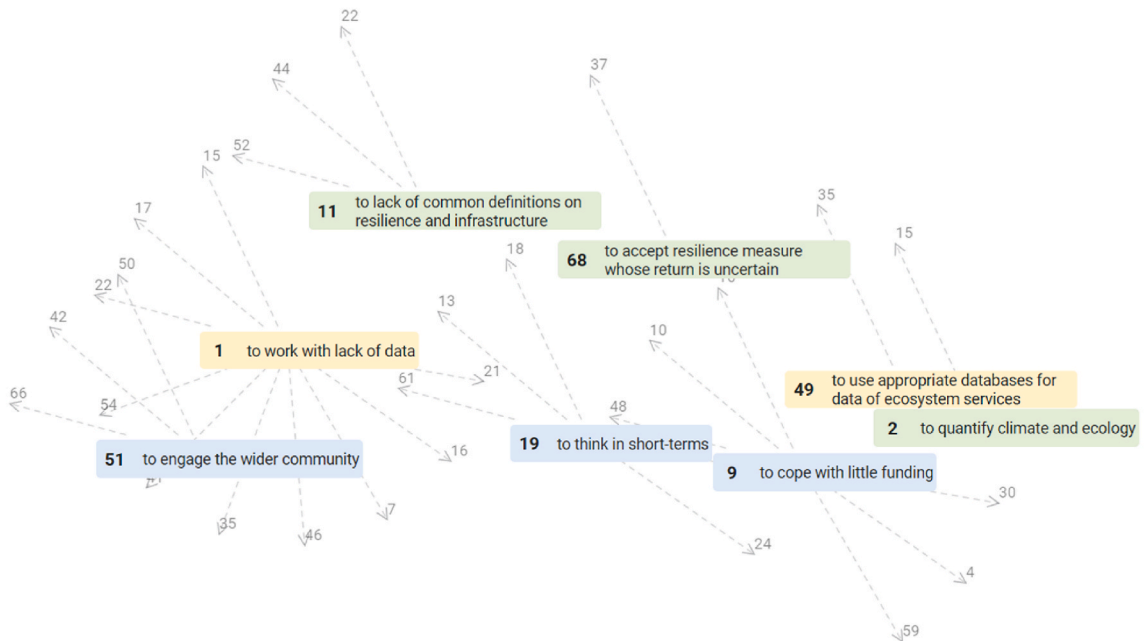 22
44
37
52
15
11 to lack of common definitions on
resilience and infrastructure
35
17
15
18
68 to accept resilience measure
whose return is uncertain
50
22
13
42
10
1 to work with lack of data
21
61
66
54
48
49 to use appropriate databases for
data of ecosystem services
2 to quantify climate and ecology
51 to engage the wider community
19 to think in short-terms
16
9 to cope with little funding
30
7
35
46
24
4
59